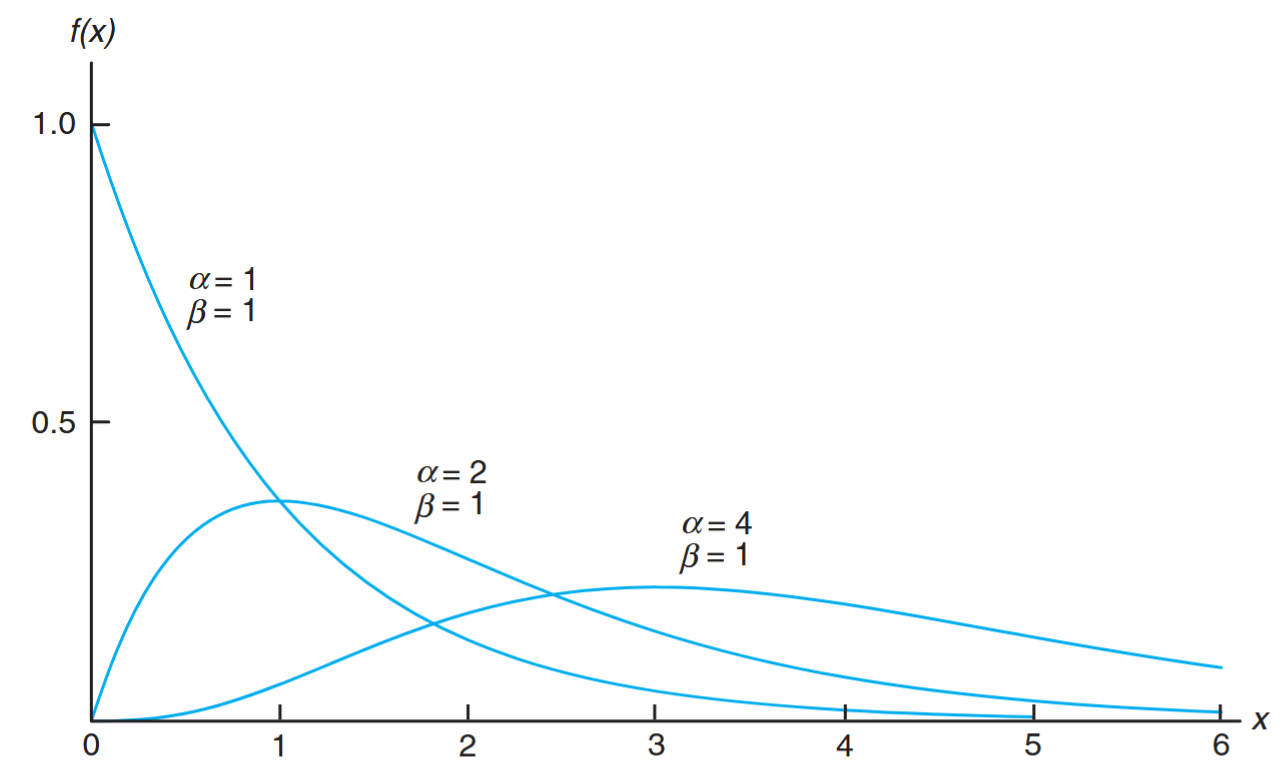 f(x)
1.0
α = 1
β = 1
0.5
α = 2
β = 1
α = 4
β = 1
0 1 2 3 4 5 6 x